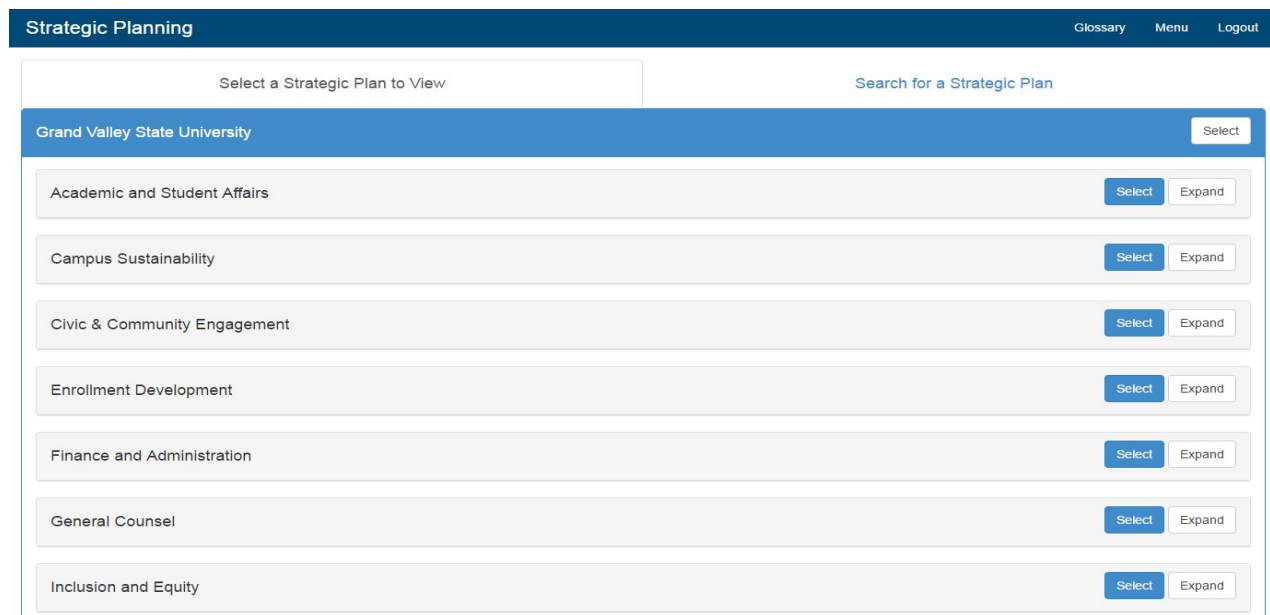 Strategic Planning Glossary Menu Logout
Select a Strategic Plan to View Search for a Strategic Plan
Grand Valley State University Select
Academic and Student Affairs Select Expand
Campus Sustainability Select Expand
Civic & Community Engagement Select Expand
Enrollment Development Select Expand
Finance and Administration Select Expand
General Counsel Select Expand
Inclusion and Equity Select Expand